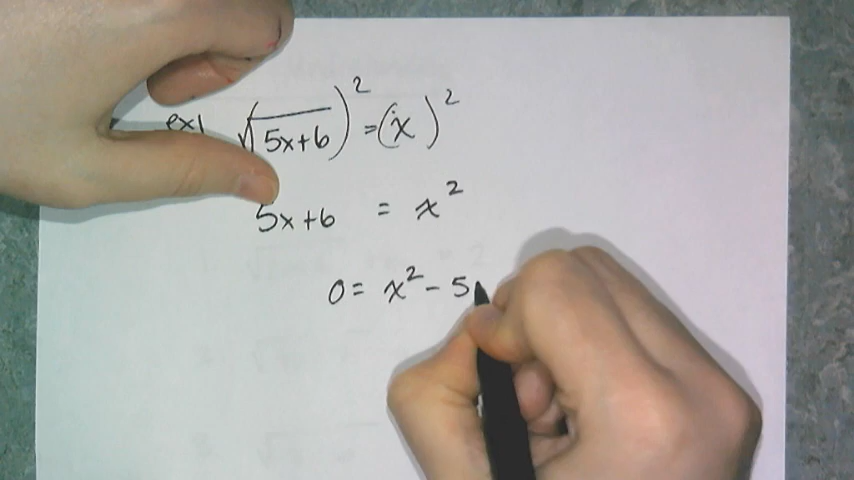 ex1 (√5x+6)² = (x)²
5x+6 = x²
0 = x² - 5